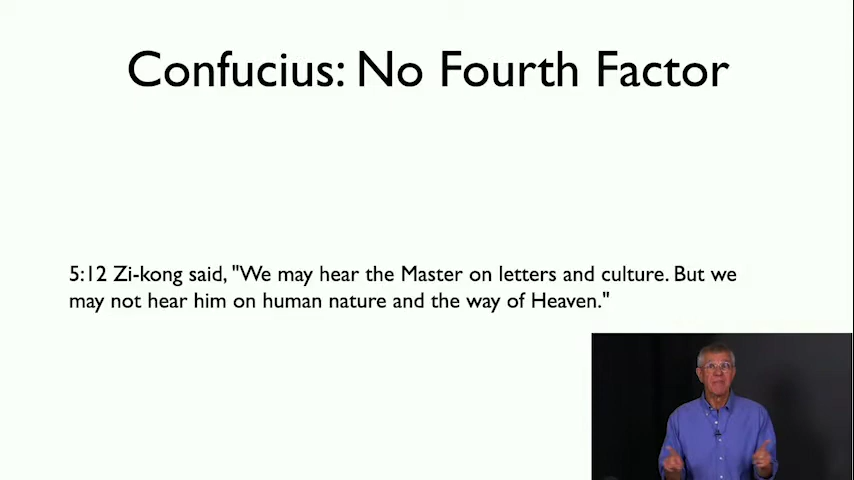 Confucius: No Fourth Factor
5:12 Zi-kong said, "We may hear the Master on letters and culture. But we
may not hear him on human nature and the way of Heaven."